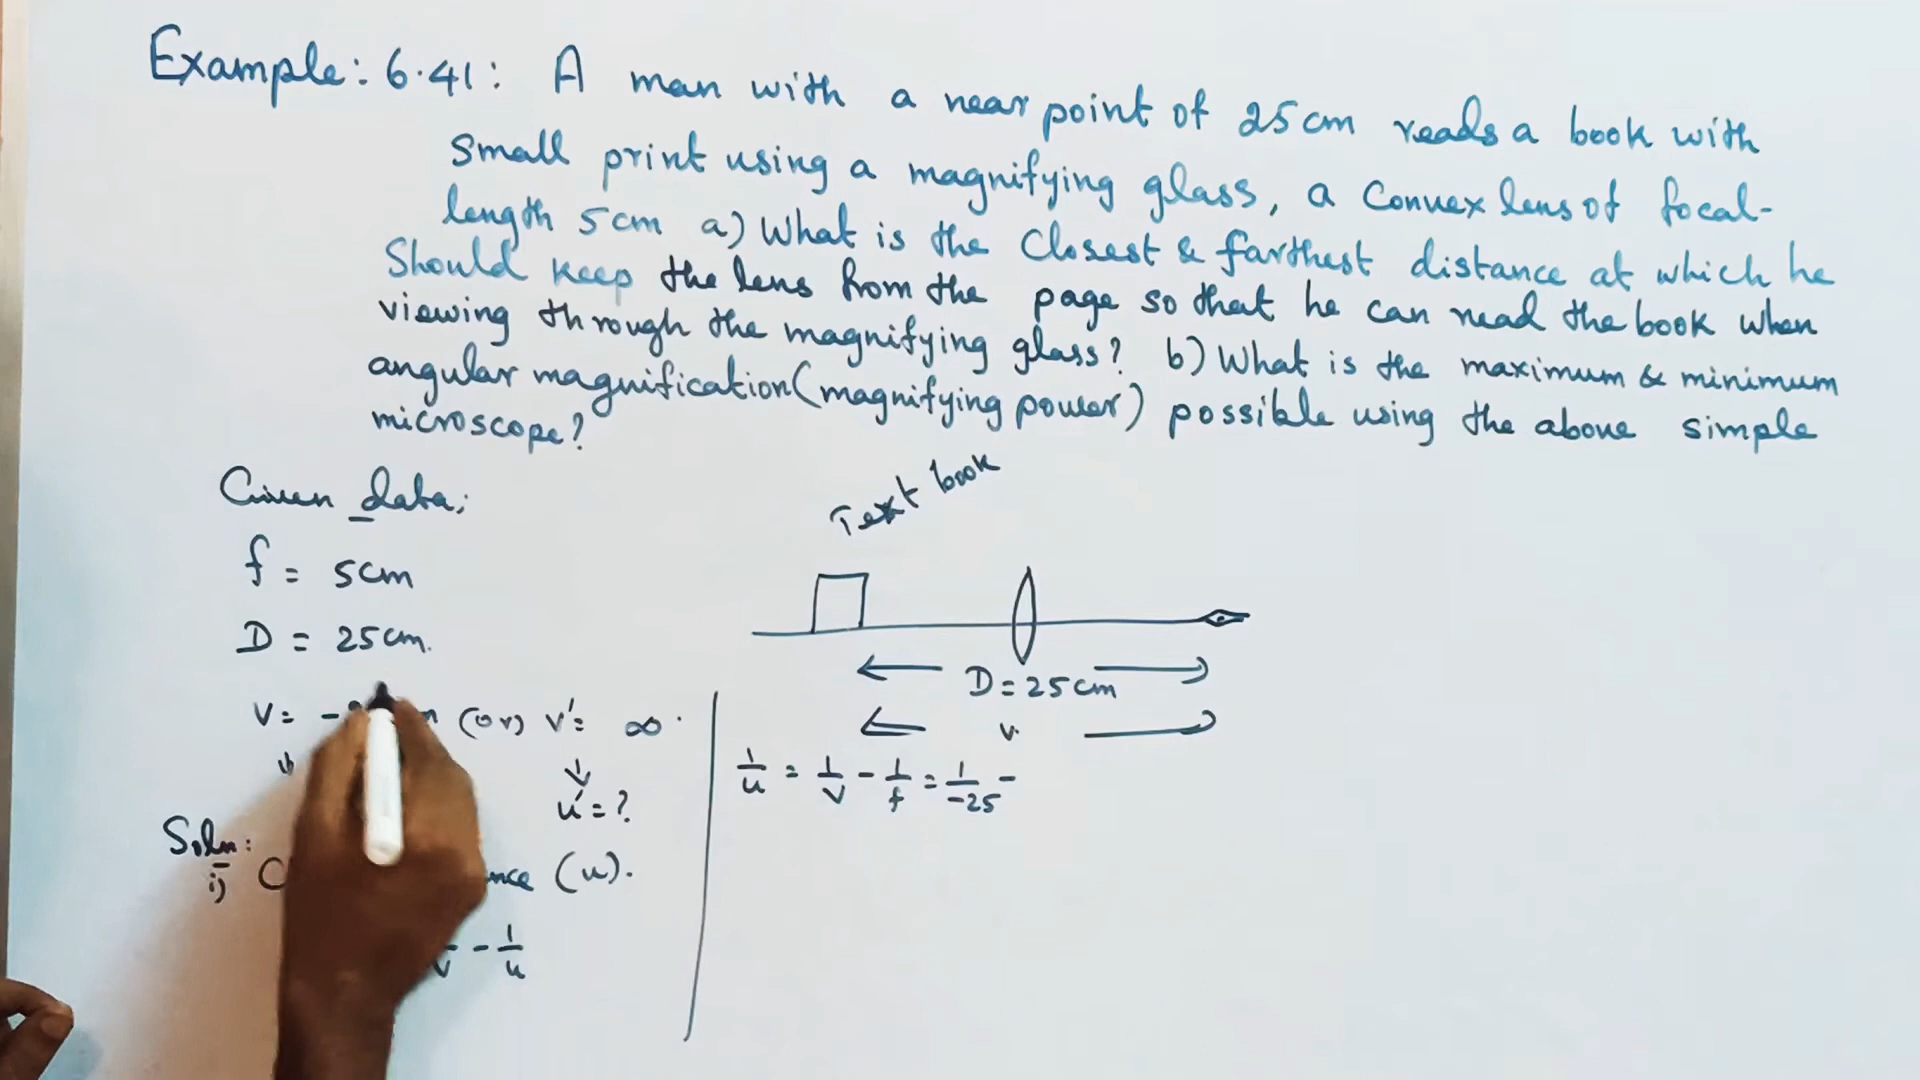 Example: 6.41: A man with a near point of 25cm reads a book with
small print using a magnifying glass, a convex lens of focal-
length 5cm a) What is the closest & farthest distance at which he
should keep the lens from the page so that he can read the book when
viewing through the magnifying glass? b) What is the maximum & minimum
angular magnification (magnifying power) possible using the above simple
microscope?
Given data;
f = 5cm
D = 25cm.
V = - (or) v' = ∞
↓
u' = ?
Soln:
i) (u).
- 1/u
Text book
D = 25cm
v.
1/u = 1/v - 1/f = 1/-25 -